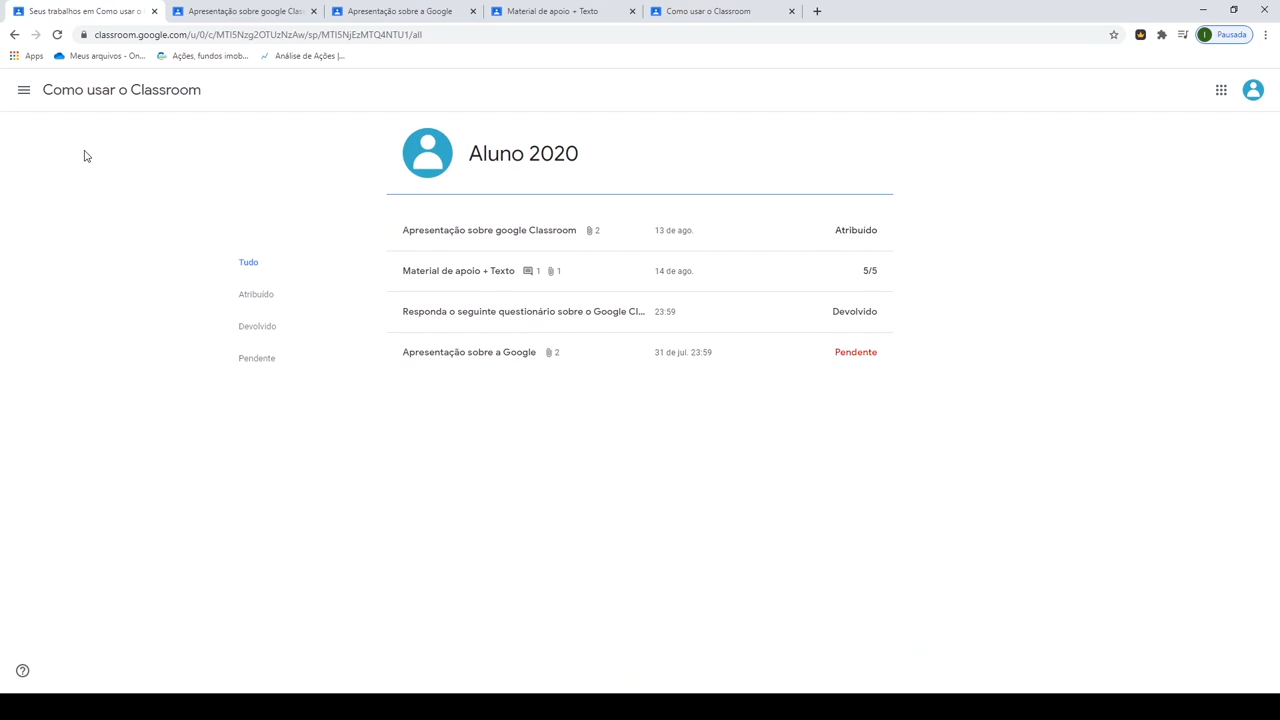 Seus trabalhos em Como usar o
Apresentação sobre google Clas
Apresentação sobre a Google
Material de apoio + Texto
Como usar o Classroom
classroom.google.com/u/0/c/MTI5Nzg2OTUzNzAw/sp/MTI5NjEzMTQ4NTU1/all
I Pausada
Apps
Meus arquivos - On...
Ações, fundos imob...
Análise de Ações |...
Como usar o Classroom
Aluno 2020
Apresentação sobre google Classroom 2 13 de ago. Atribuído
Tudo
Material de apoio + Texto 1 1 14 de ago. 5/5
Atribuído
Responda o seguinte questionário sobre o Google Cl... 23:59 Devolvido
Devolvido
Apresentação sobre a Google 2 31 de jul. 23:59 Pendente
Pendente